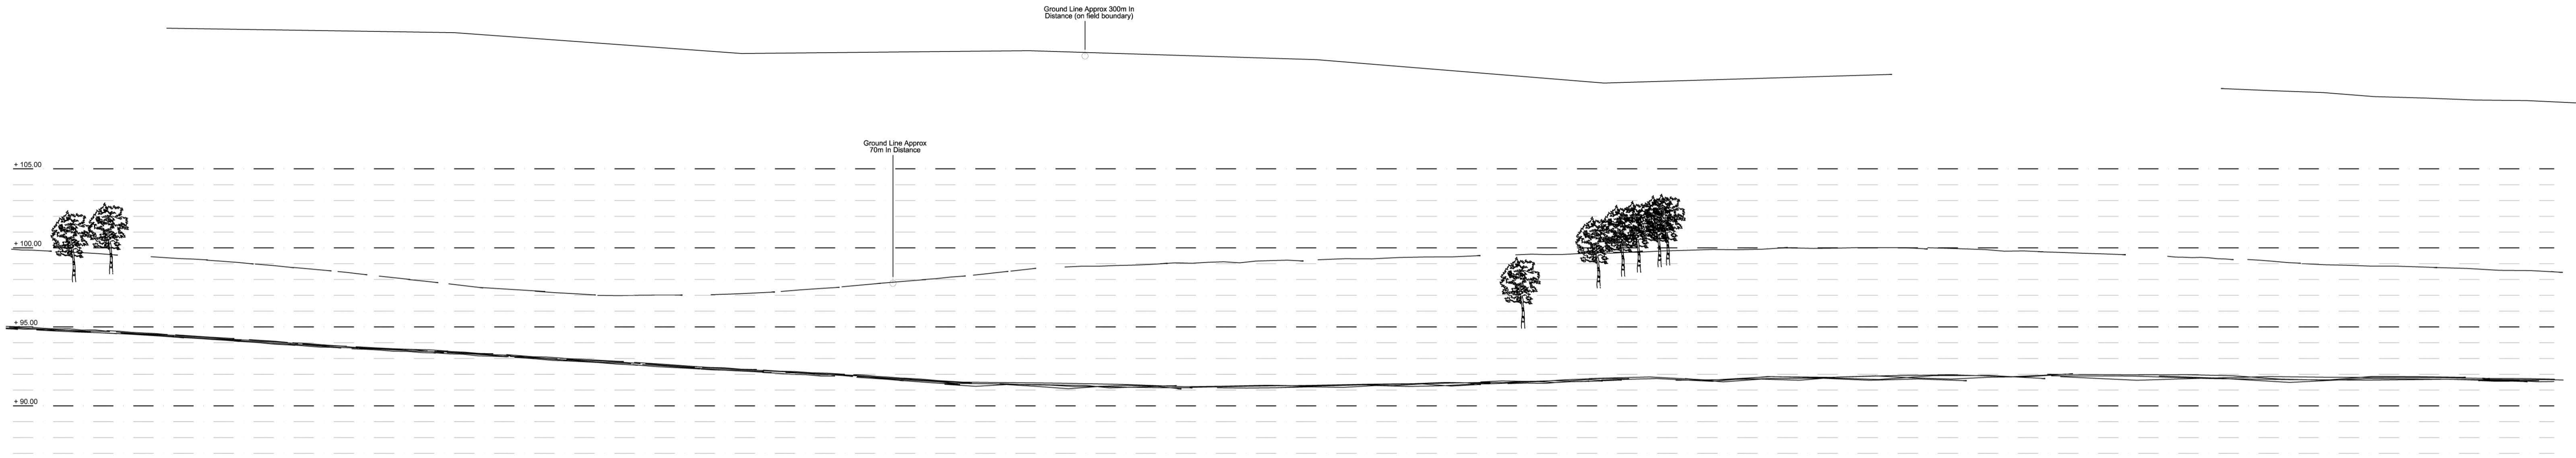 Ground Line Approx 300m In
Distance (on field boundary)
Ground Line Approx
70m In Distance
+ 105.00
+ 100.00
+ 95.00
+ 90.00